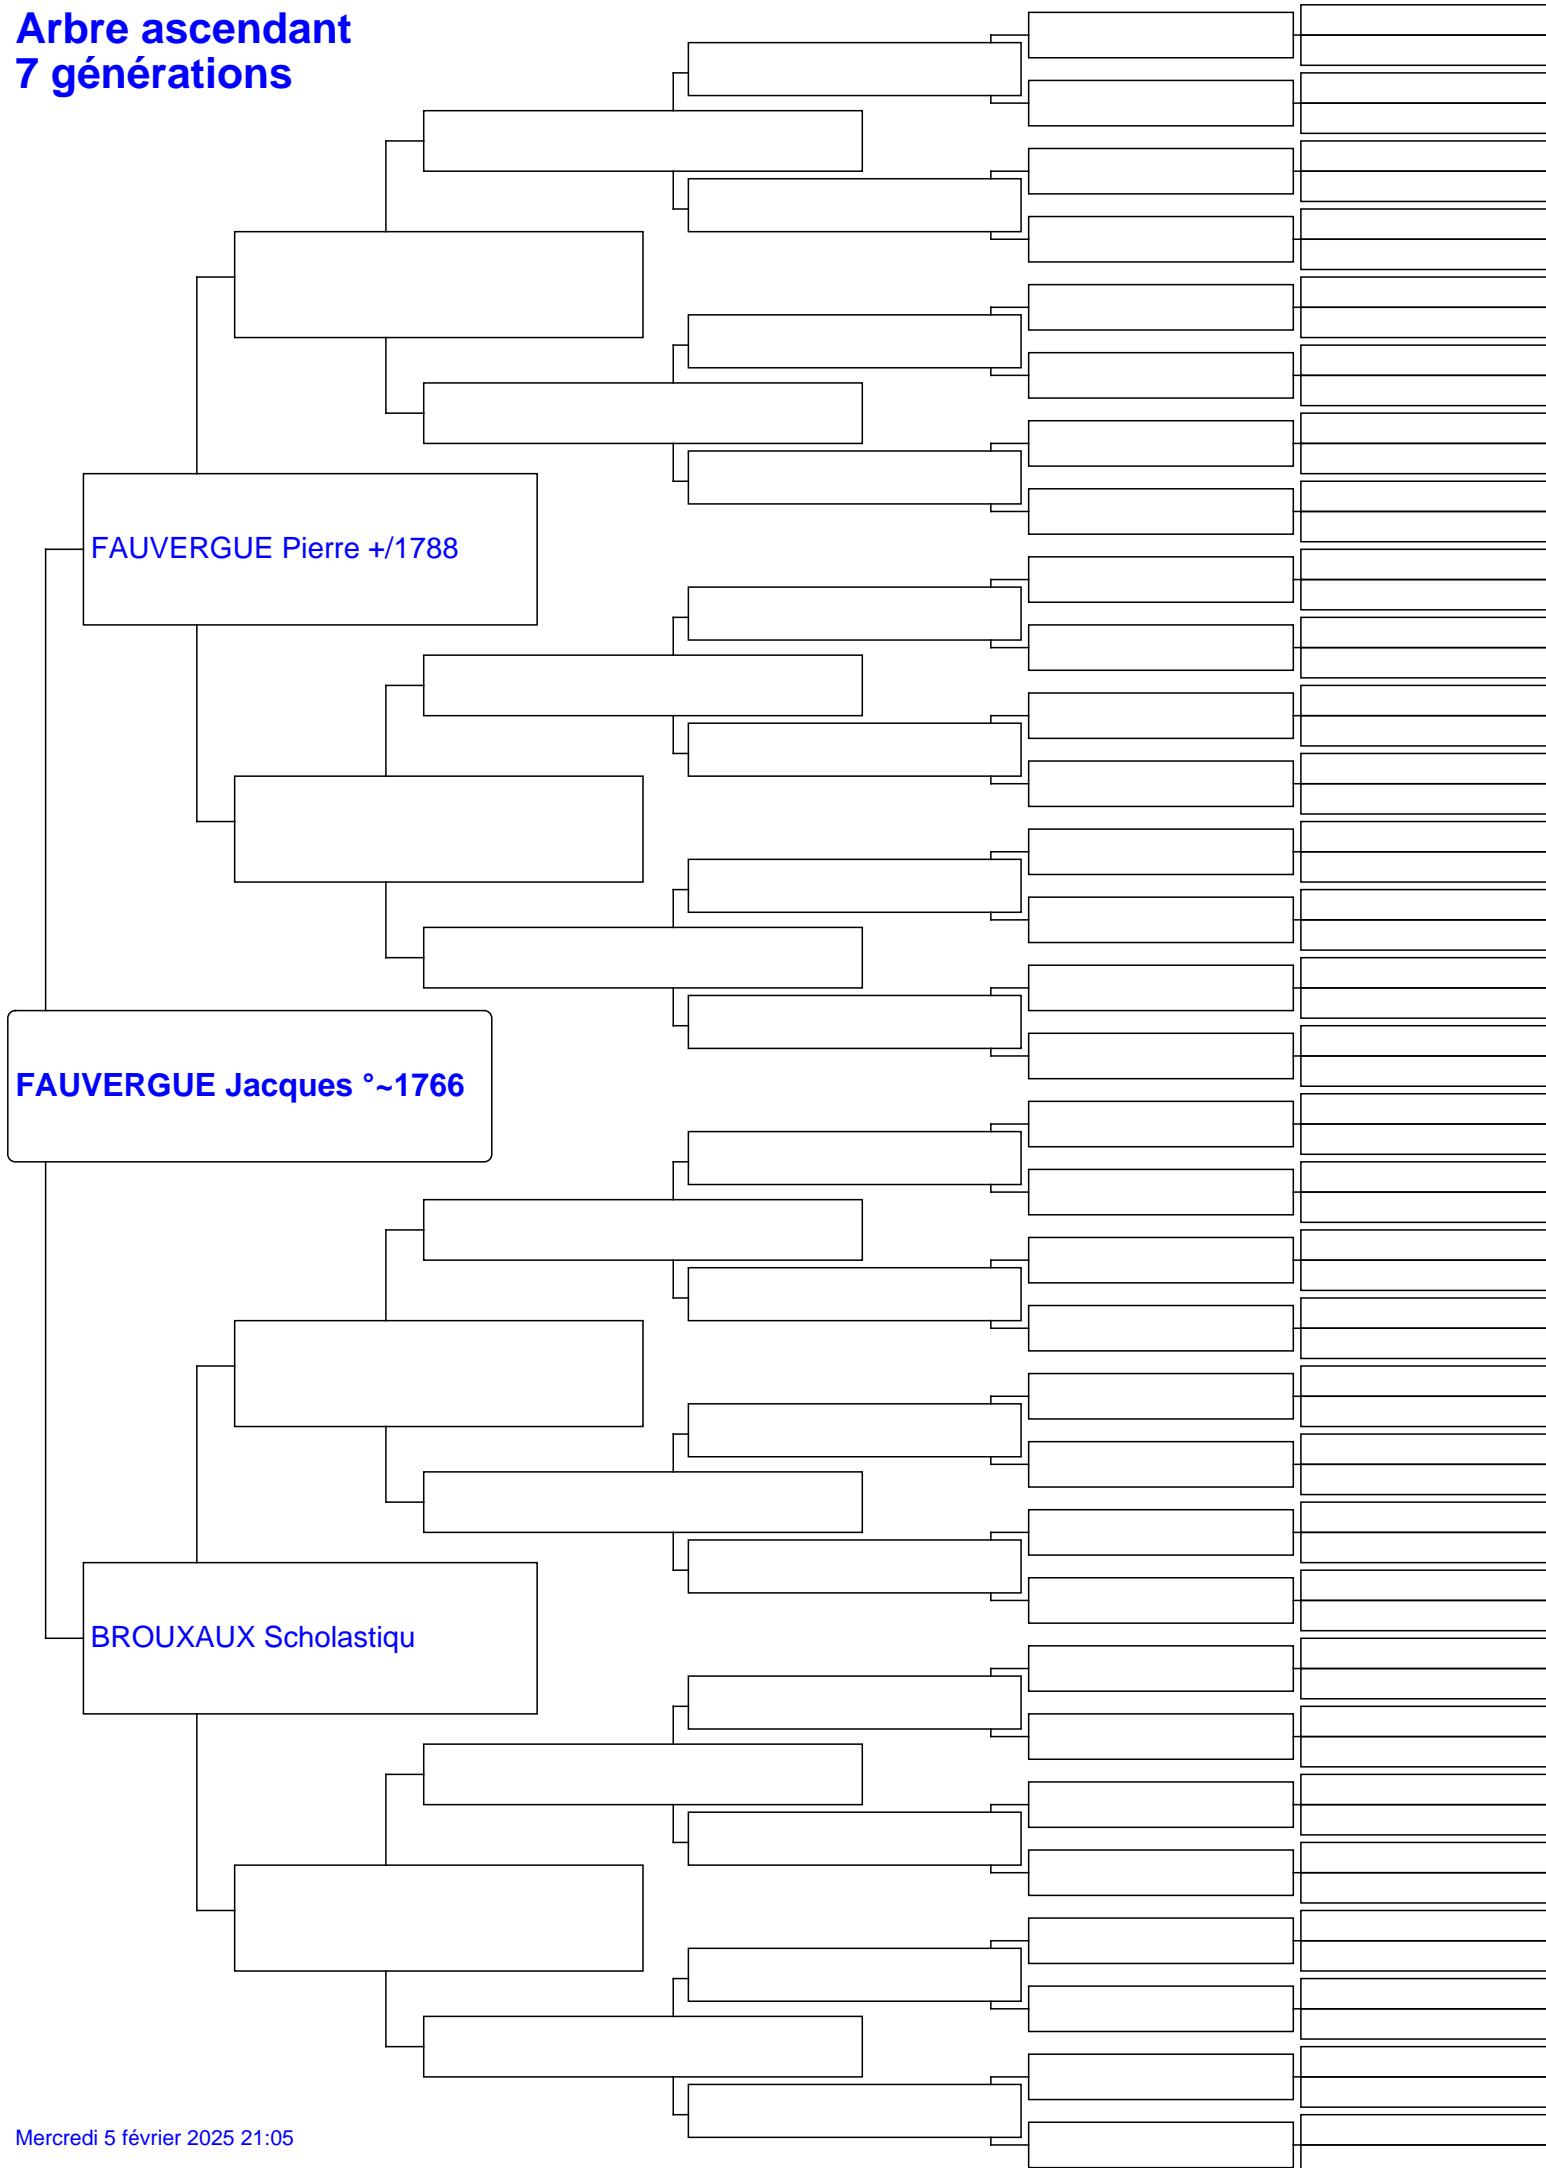 Arbre ascendant
7 générations
FAUVERGUE Pierre +/1788
FAUVERGUE Jacques °~1766
BROUXAUX Scholastiqu
Mercredi 5 février 2025 21:05